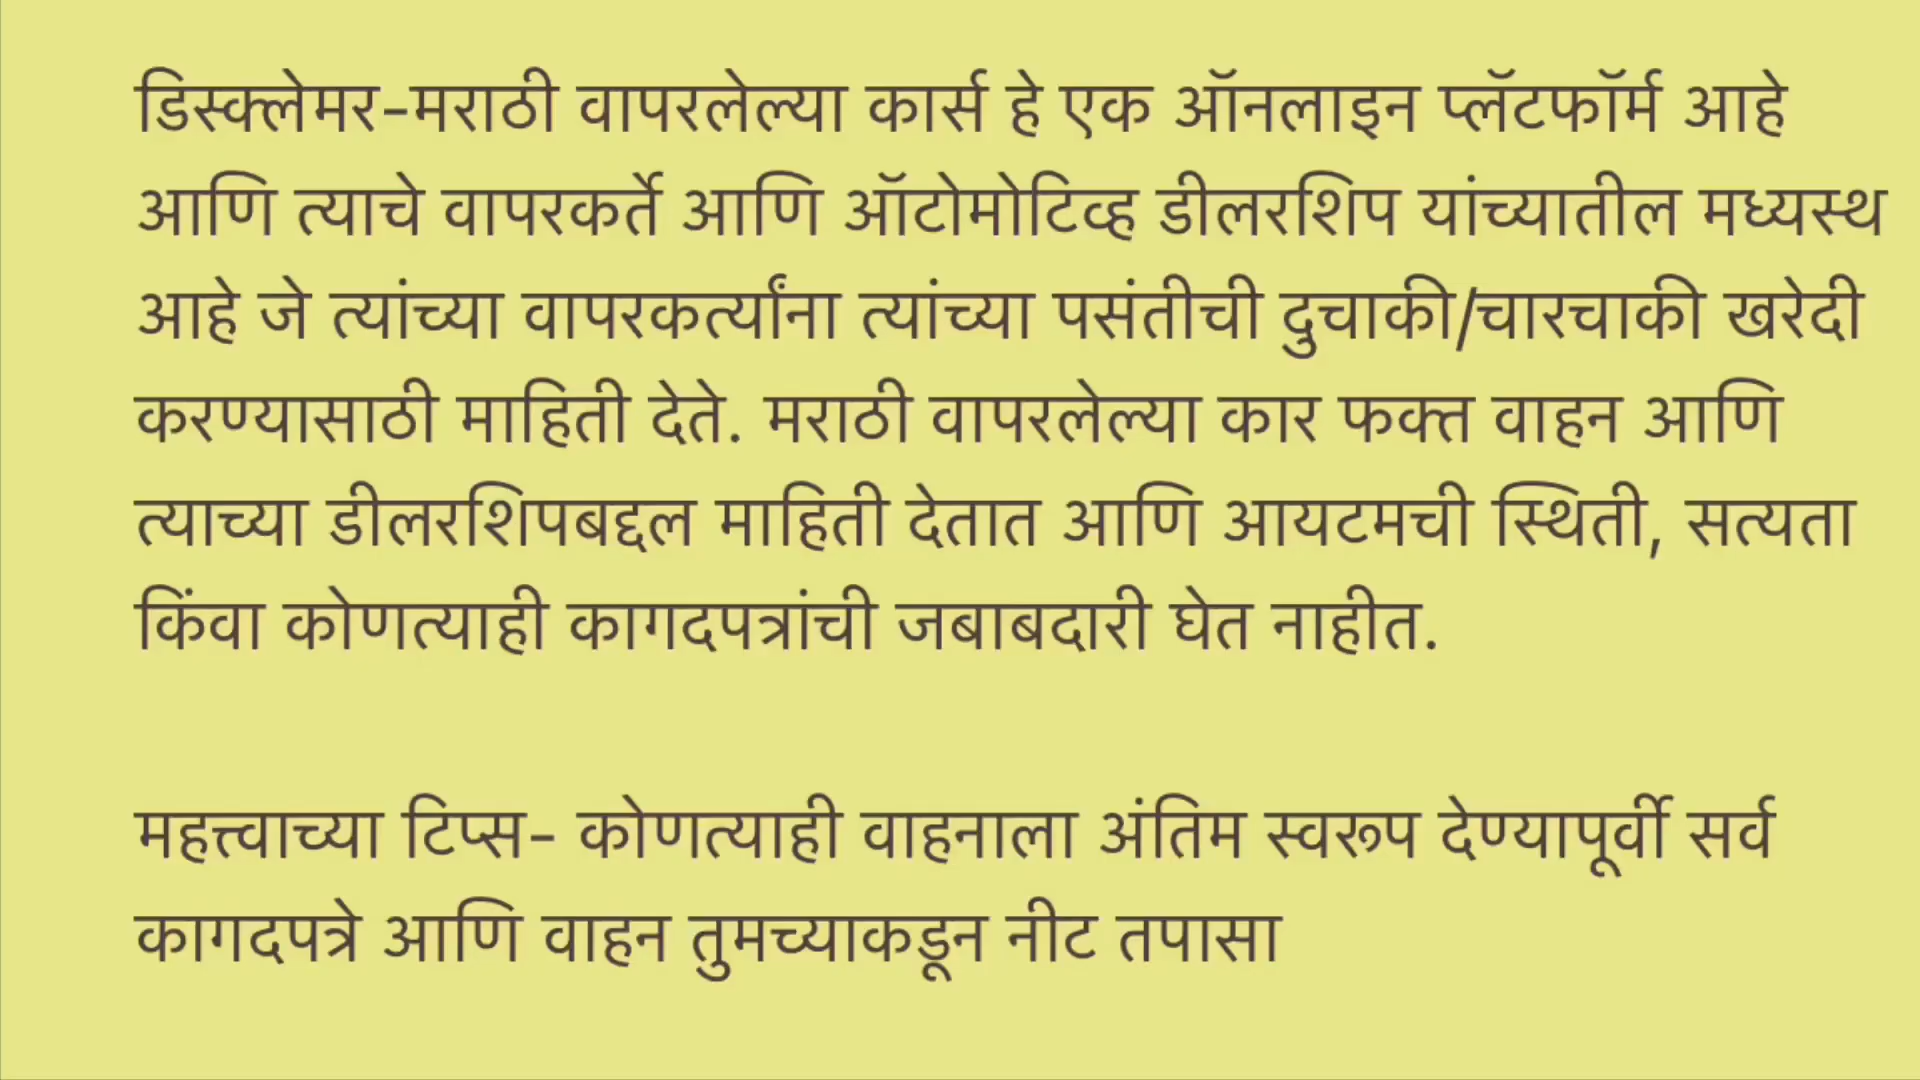 डिस्क्लेमर-मराठी वापरलेल्या कार्स हे एक ऑनलाइन प्लॅटफॉर्म आहे
आणि त्याचे वापरकर्ते आणि ऑटोमोटिव्ह डीलरशिप यांच्यातील मध्यस्थ
आहे जे त्यांच्या वापरकर्त्यांना त्यांच्या पसंतीची दुचाकी/चारचाकी खरेदी
करण्यासाठी माहिती देते. मराठी वापरलेल्या कार फक्त वाहन आणि
त्याच्या डीलरशिपबद्दल माहिती देतात आणि आयटमची स्थिती, सत्यता
किंवा कोणत्याही कागदपत्रांची जबाबदारी घेत नाहीत.
महत्त्वाच्या टिप्स- कोणत्याही वाहनाला अंतिम स्वरूप देण्यापूर्वी सर्व
कागदपत्रे आणि वाहन तुमच्याकडून नीट तपासा